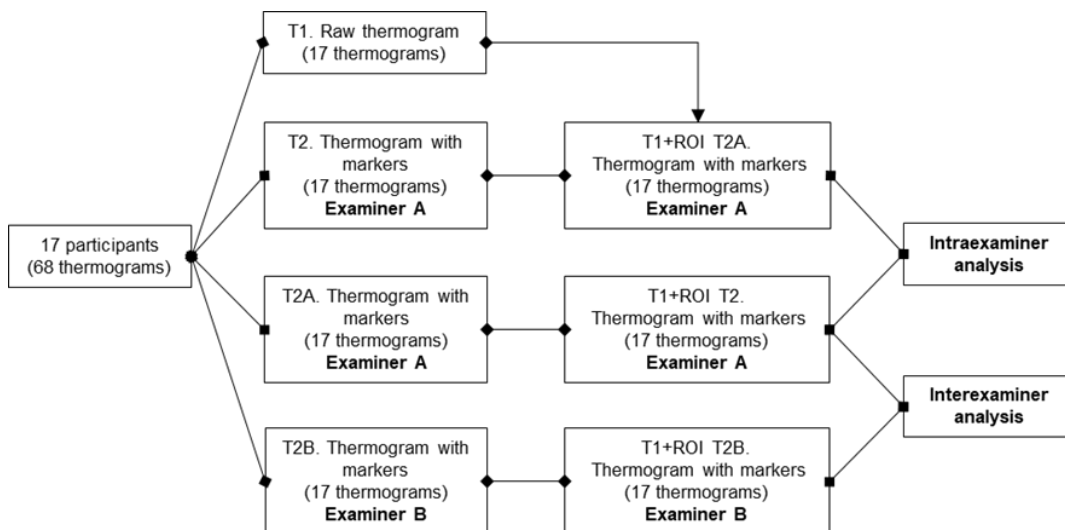 T1. Raw thermogram
(17 thermograms)
T2. Thermogram with
markers
(17 thermograms)
Examiner A
T1+ROI T2A.
Thermogram with markers
(17 thermograms)
Examiner A
17 participants
(68 thermograms)
Intraexaminer
analysis
T2A. Thermogram with
markers
(17 thermograms)
Examiner A
T1+ROI T2.
Thermogram with markers
(17 thermograms)
Examiner A
Interexaminer
analysis
T2B. Thermogram with
markers
(17 thermograms)
Examiner B
T1+ROI T2B.
Thermogram with markers
(17 thermograms)
Examiner B